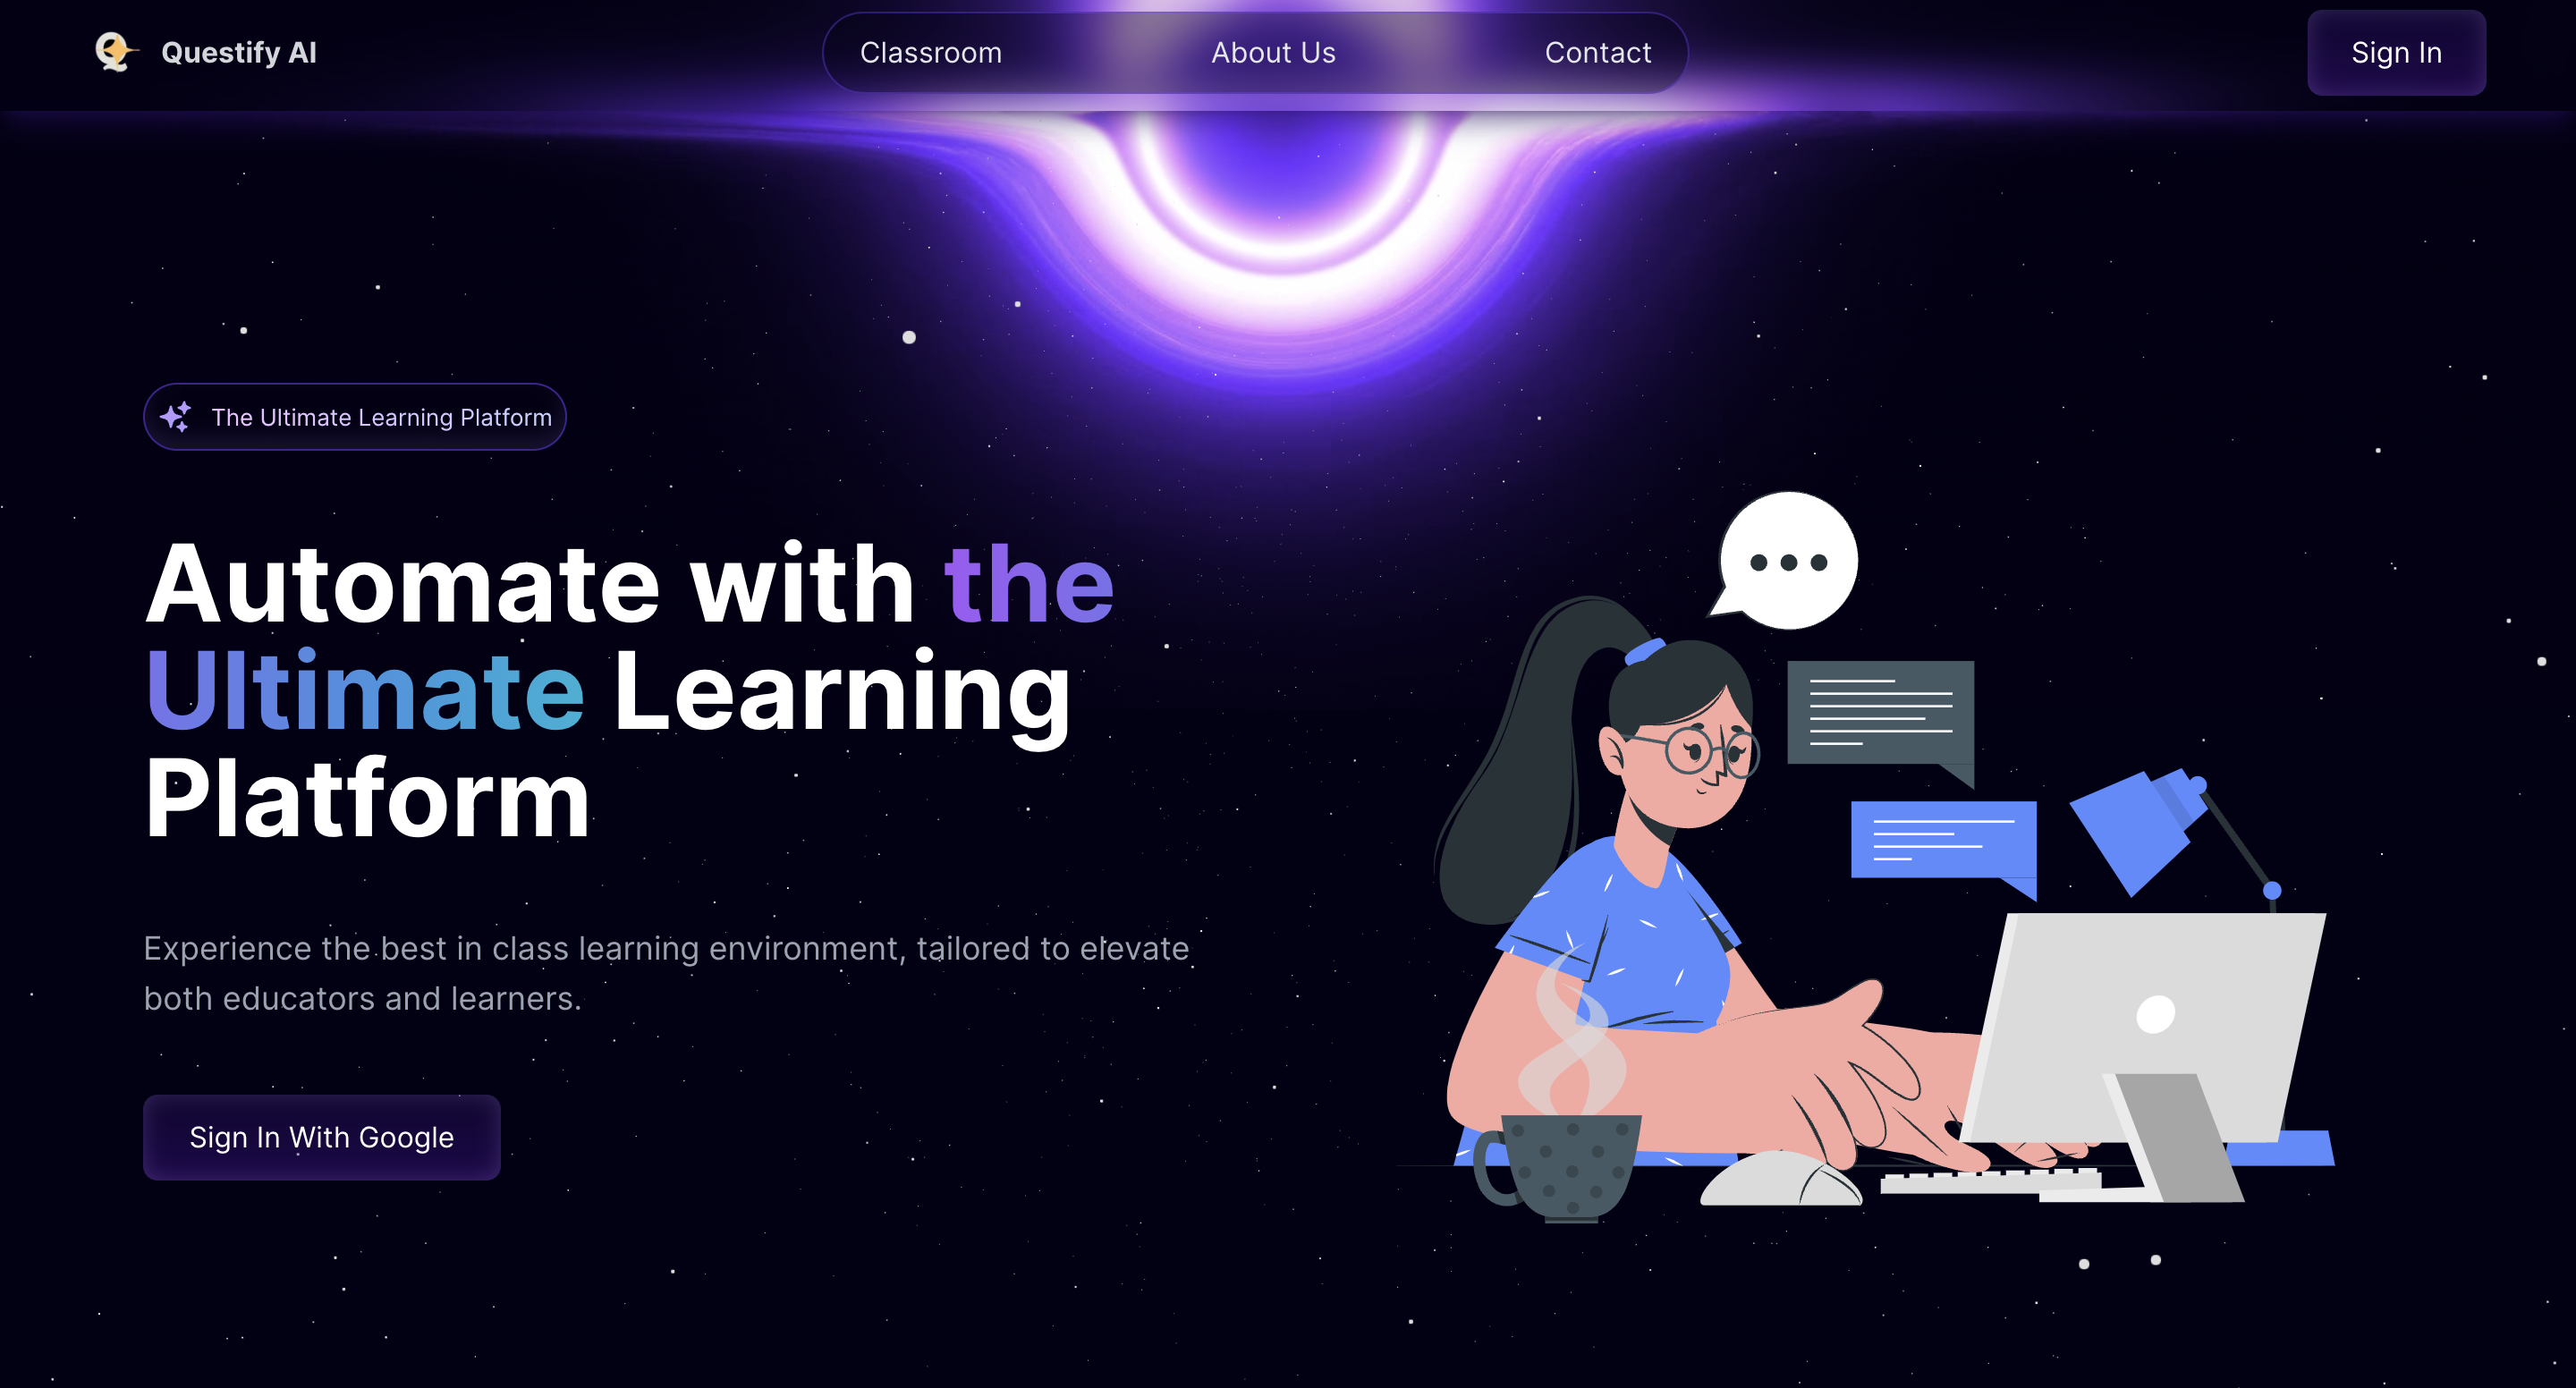 Questify AI
Classroom
About Us
Contact
Sign In
The Ultimate Learning Platform
Automate with the
Ultimate Learning
Platform
Experience the best in class learning environment, tailored to elevate
both educators and learners.
Sign In With Google